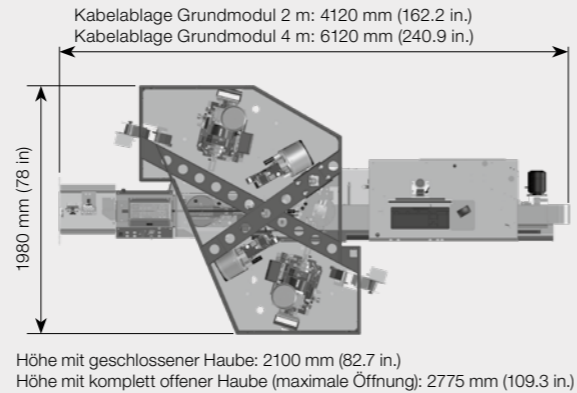 Kabelablage Grundmodul 2 m: 4120 mm (162.2 in.)
Kabelablage Grundmodul 4 m: 6120 mm (240.9 in.)
1980 mm (78 in)
Höhe mit geschlossener Haube: 2100 mm (82.7 in.)
Höhe mit komplett offener Haube (maximale Öffnung): 2775 mm (109.3 in.)